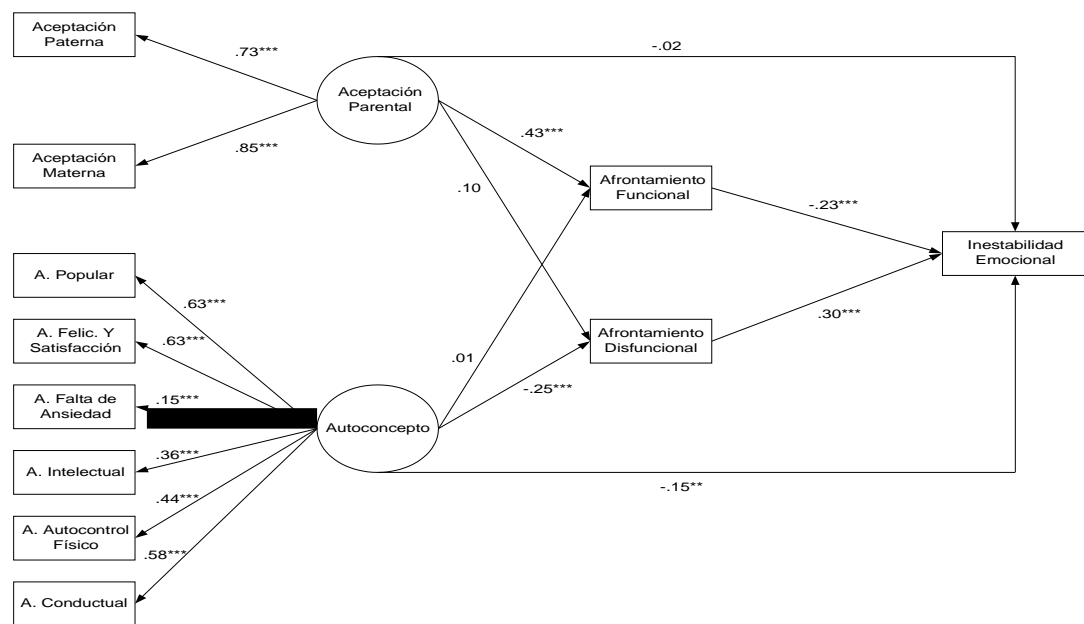 Aceptación
Paterna
.73***
-.02
Aceptación
Parental
.43***
Aceptación
Materna
.85***
.10
Afrontamiento
Funcional
-.23***
Inestabilidad
Emocional
A. Popular
.63***
A. Felic. Y
Satisfacción
.63***
Afrontamiento
Disfuncional
.30***
.01
-.25***
A. Falta de
Ansiedad
.15***
Autoconcepto
A. Intelectual
.36***
-.15**
A. Autocontrol
Físico
.44***
.58***
A. Conductual